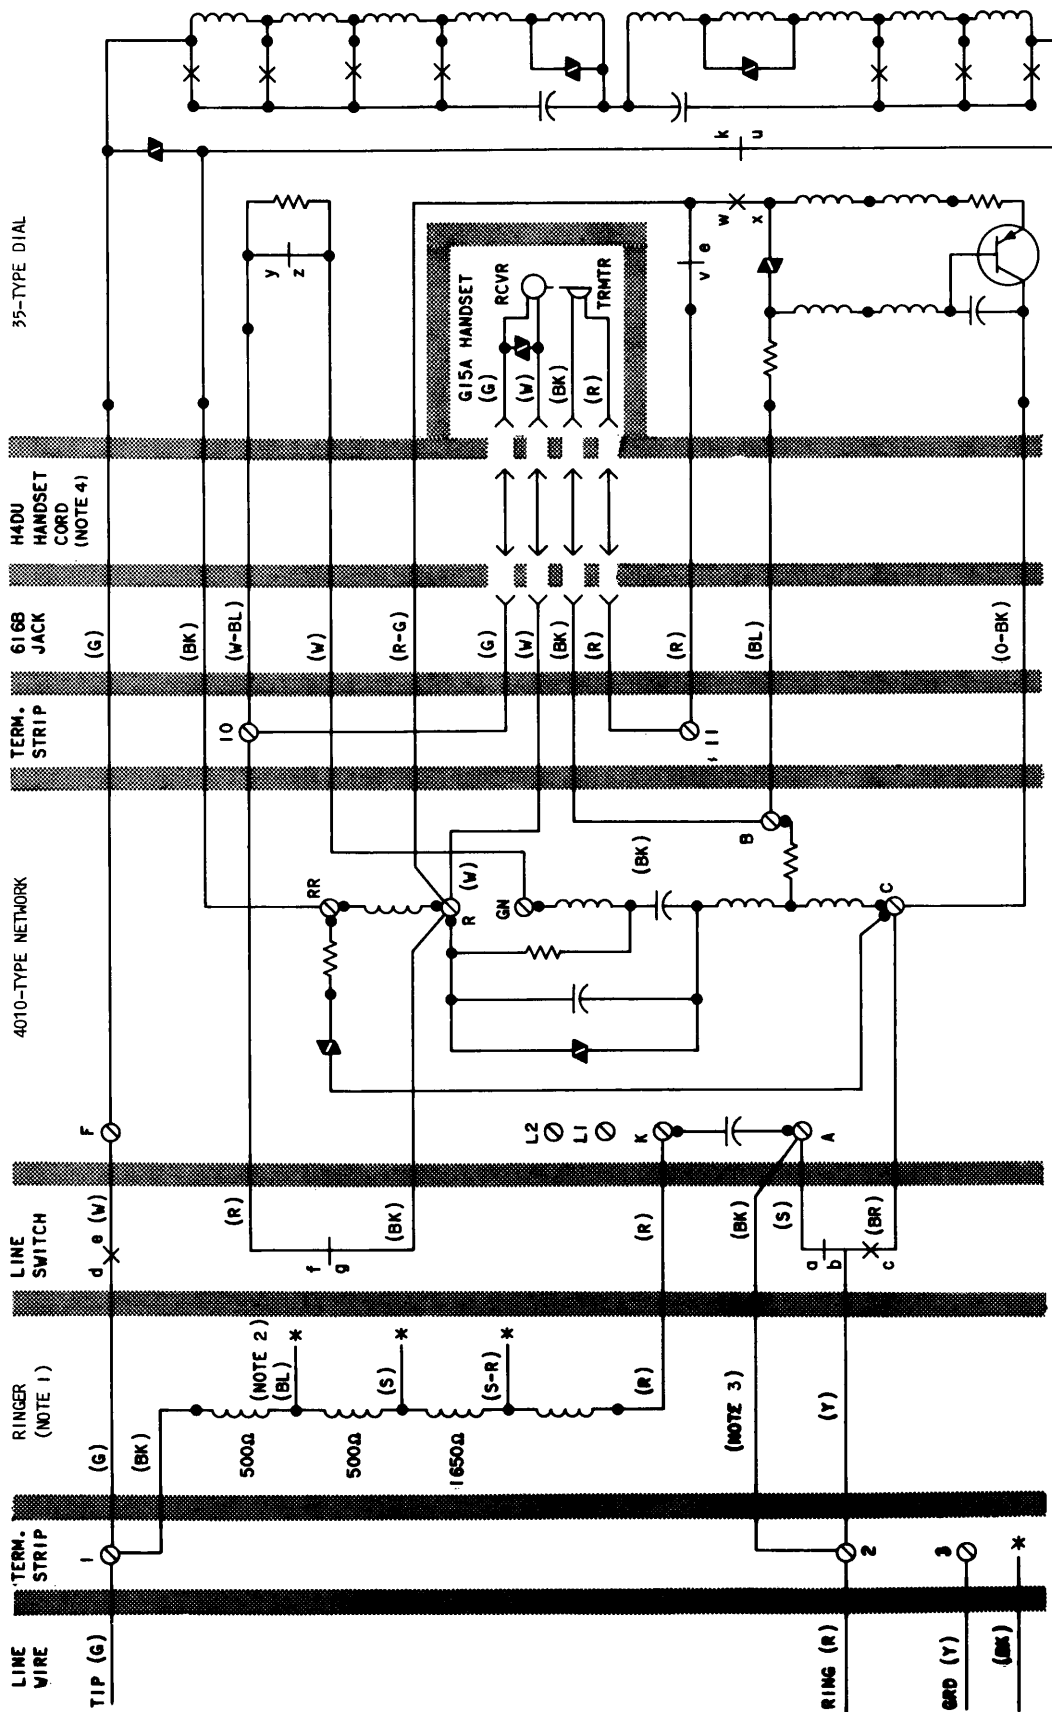 LINE
WIRE
TERM.
STRIP
RINGER
(NOTE 1)
LINE
SWITCH
4010-TYPE NETWORK
TERM.
STRIP
616B
JACK
H4DU
HANDSET
CORD
(NOTE 4)
35-TYPE DIAL
TIP (G)
1
(G)
d
e (W)
F
(G)
(BK)
(BK)
500Ω
(NOTE 2)
(BL)
*
500Ω
(S)
*
1650Ω
(S-R)
*
(R)
(R)
f
g
(BK)
(R)
RR
R
(W)
GN
(BK)
10
(W-BL)
(W)
(R-G)
(G)
(W)
(BK)
(R)
G15A HANDSET
(G)
(W)
(BK)
(R)
RCVR
TRMTR
y
z
k
u
w
x
v
e
L2
L1
K
A
(NOTE 3)
(BK)
(S)
a
b
c
(BR)
B
C
11
(R)
(BL)
(O-BK)
RING (R)
2
(Y)
GRD (Y)
3
(BK)
*